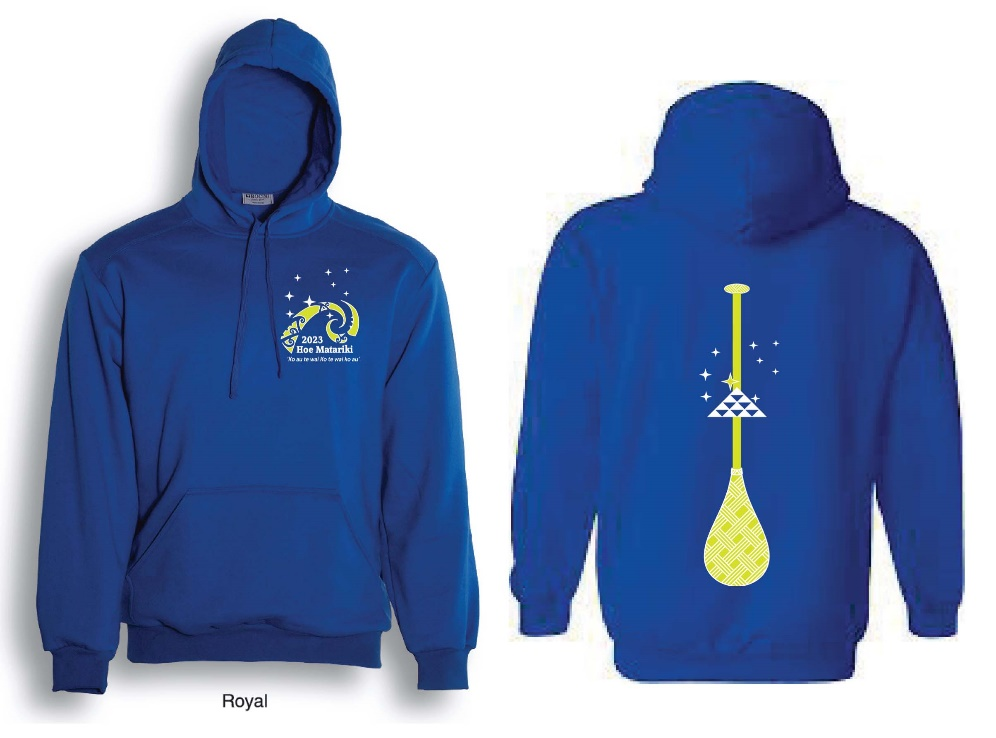 2023
Hoe Matariki
'Ko au te wai Ko te wai ko au'
Royal